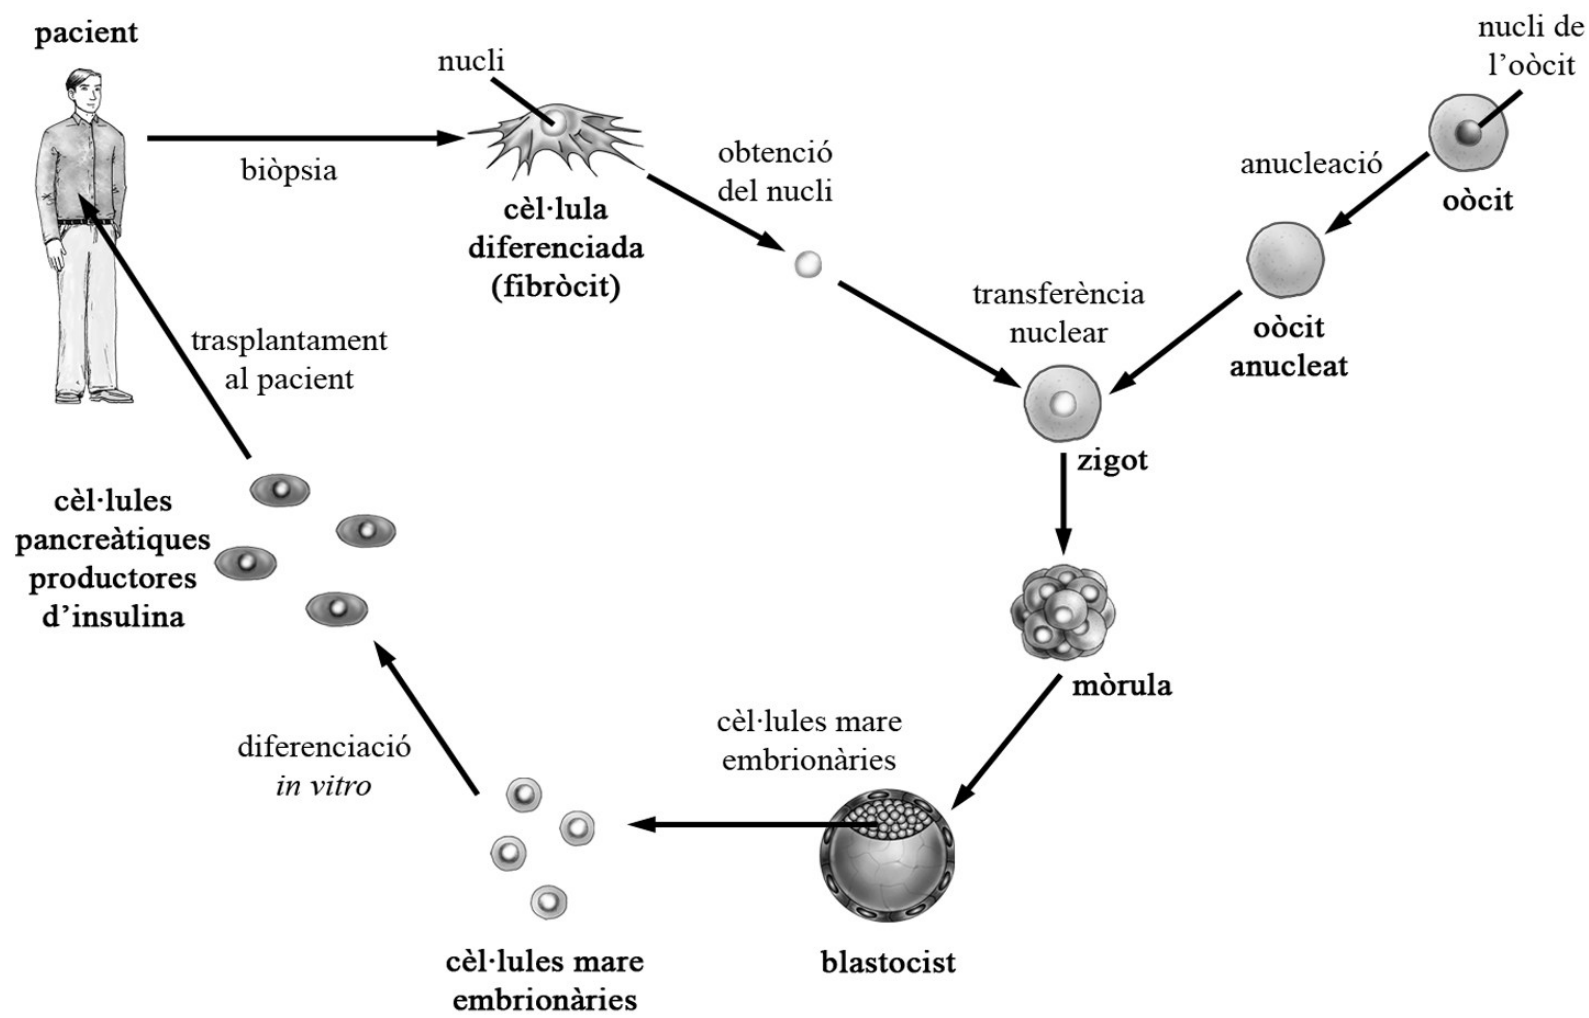 pacient
nucli
biòpsia
cèl·lula
diferenciada
(fibròcit)
obtenció
del nucli
nucli de
l’oòcit
anucleació
oòcit
oòcit
anucleat
transferència
nuclear
zigot
mòrula
cèl·lules mare
embrionàries
blastocist
cèl·lules mare
embrionàries
diferenciació
in vitro
cèl·lules
pancreàtiques
productores
d’insulina
trasplantament
al pacient